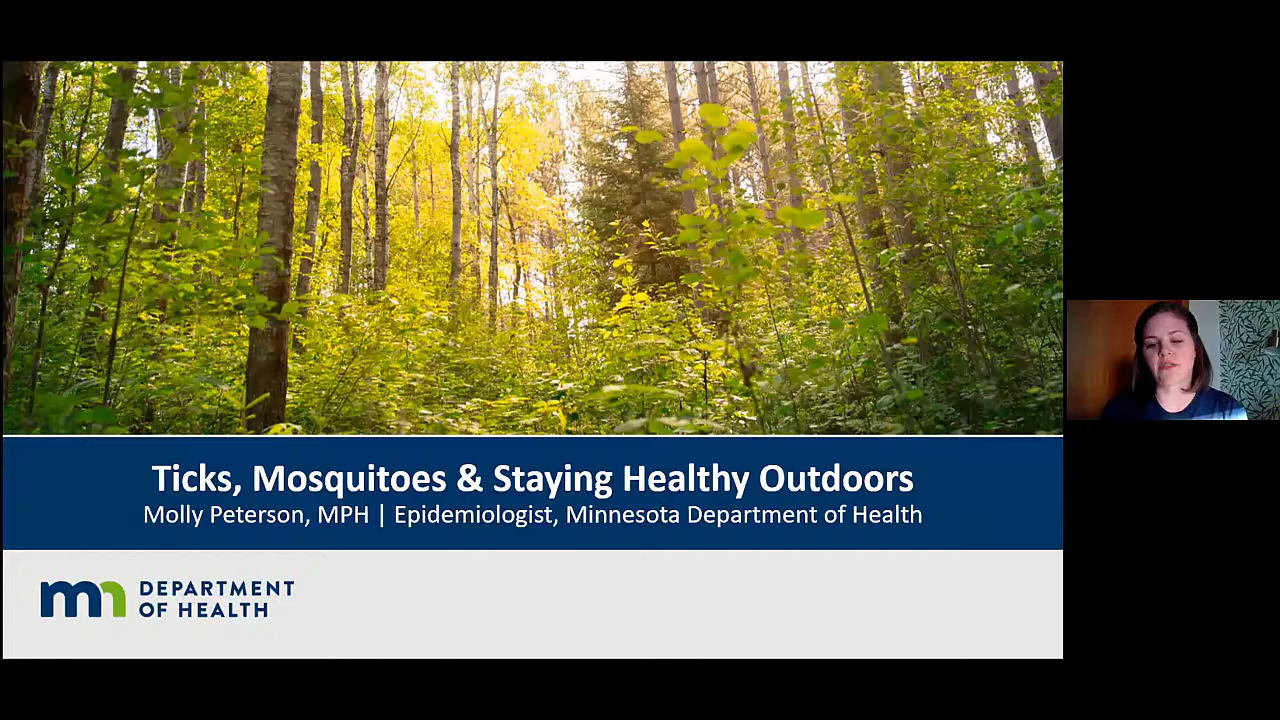 Ticks, Mosquitoes & Staying Healthy Outdoors
Molly Peterson, MPH | Epidemiologist, Minnesota Department of Health
mn DEPARTMENT
OF HEALTH